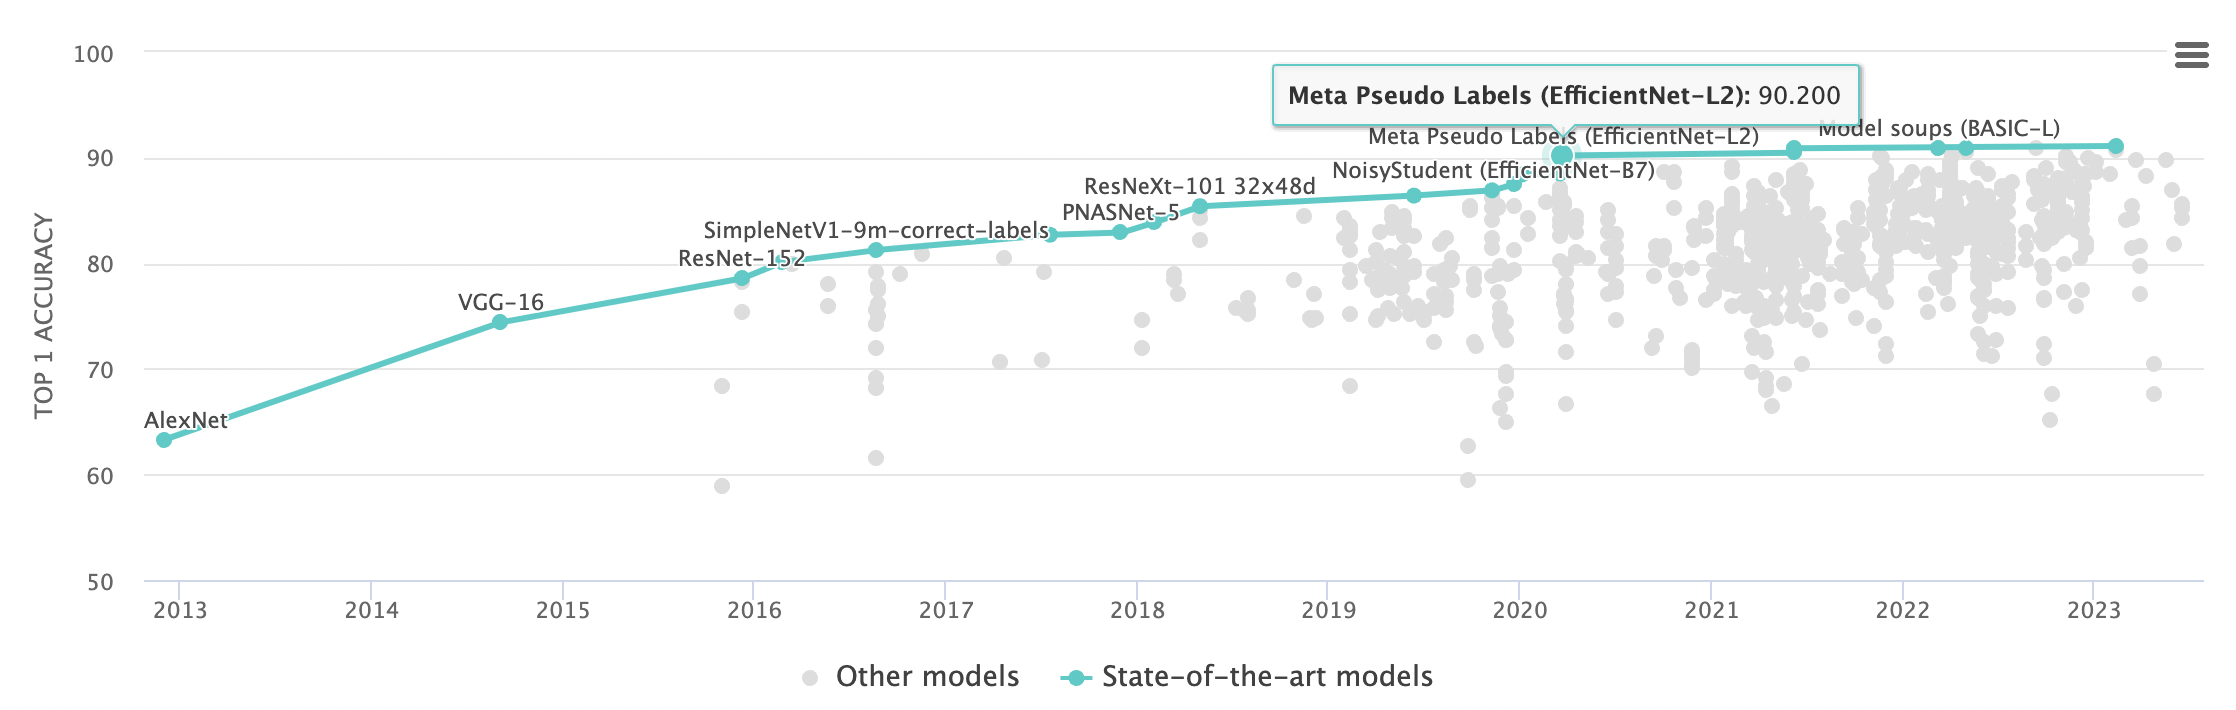 100
Meta Pseudo Labels (EfficientNet-L2): 90.200
Meta Pseudo Labels (EfficientNet-L2)
Model soups (BASIC-L)
90
NoisyStudent (EfficientNet-B7)
ResNeXt-101 32x48d
PNASNet-5
SimpleNetV1-9m-correct-labels
ResNet-152
80
VGG-16
70
AlexNet
60
50
TOP 1 ACCURACY
2013 2014 2015 2016 2017 2018 2019 2020 2021 2022 2023
Other models State-of-the-art models